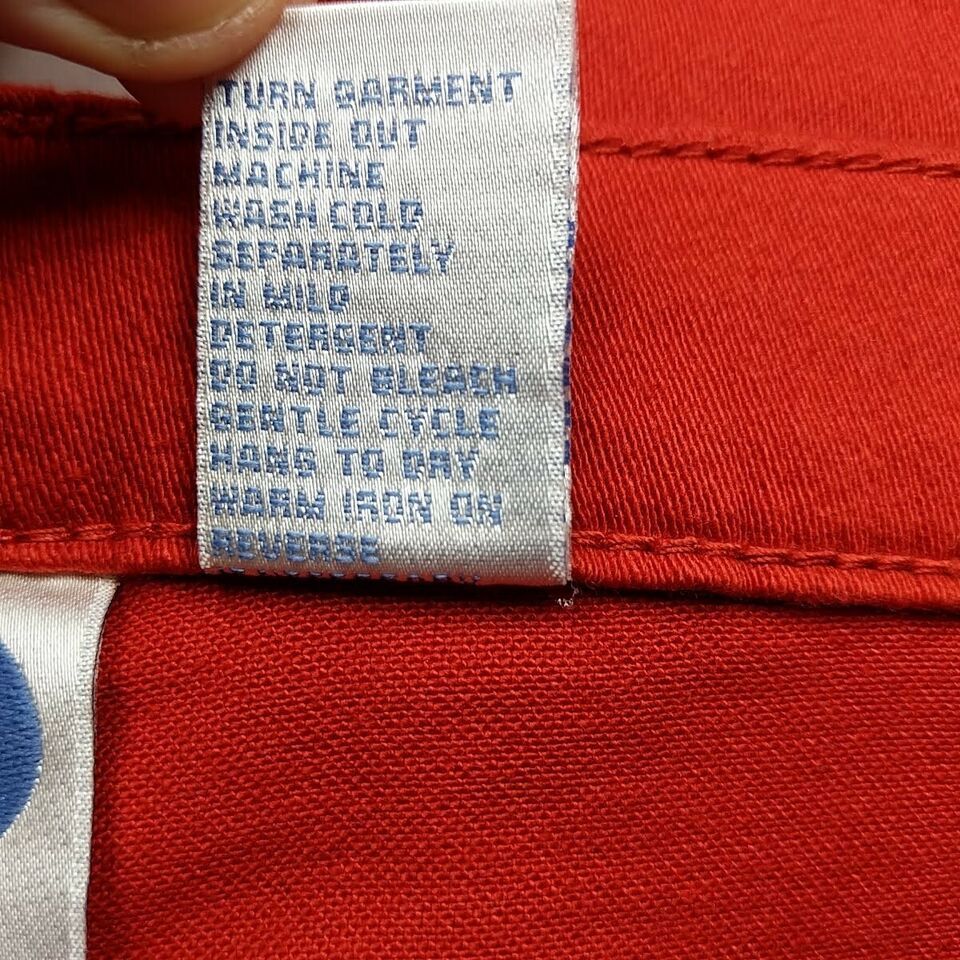 TURN GARMENT
INSIDE OUT
MACHINE
WASH COLD
SEPARATELY
IN MILD
DETERGENT
DO NOT BLEACH
GENTLE CYCLE
HANG TO DRY
WARM IRON ON
REVERSE